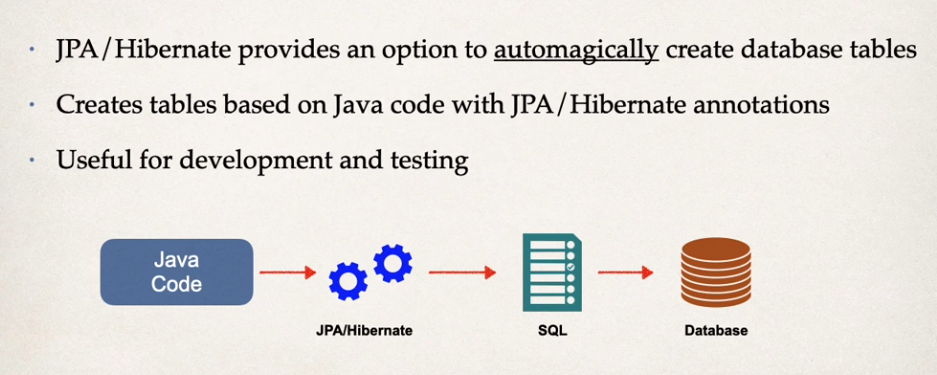 • JPA/Hibernate provides an option to automagically create database tables
• Creates tables based on Java code with JPA/Hibernate annotations
• Useful for development and testing
Java
Code
JPA/Hibernate
SQL
Database